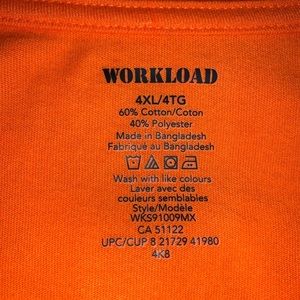 WORKLOAD
4XL/4TG
60% Cotton/Coton
40% Polyester
Made in Bangladesh
Fabriqué au Bangladesh
Wash with like colours
Laver avec des
couleurs semblables
Style/Modèle
WKS91009MX
CA 51122
UPC/CUP 8 21729 41980
4K8